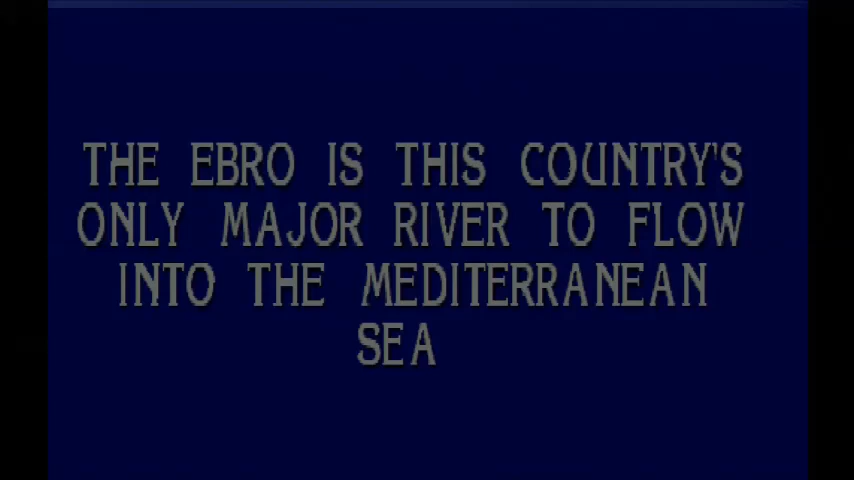 THE EBRO IS THIS COUNTRY'S
ONLY MAJOR RIVER TO FLOW
INTO THE MEDITERRANEAN
SEA